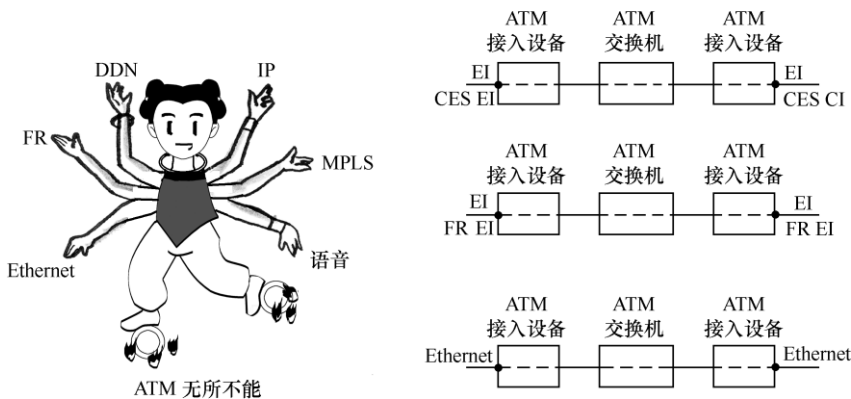 DDN
IP
FR
MPLS
Ethernet
语音
ATM 无所不能
ATM ATM ATM
接入设备 交换机 接入设备
EI EI
CES EI CES CI
ATM ATM ATM
接入设备 交换机 接入设备
EI EI
FR EI FR EI
ATM ATM ATM
接入设备 交换机 接入设备
Ethernet Ethernet